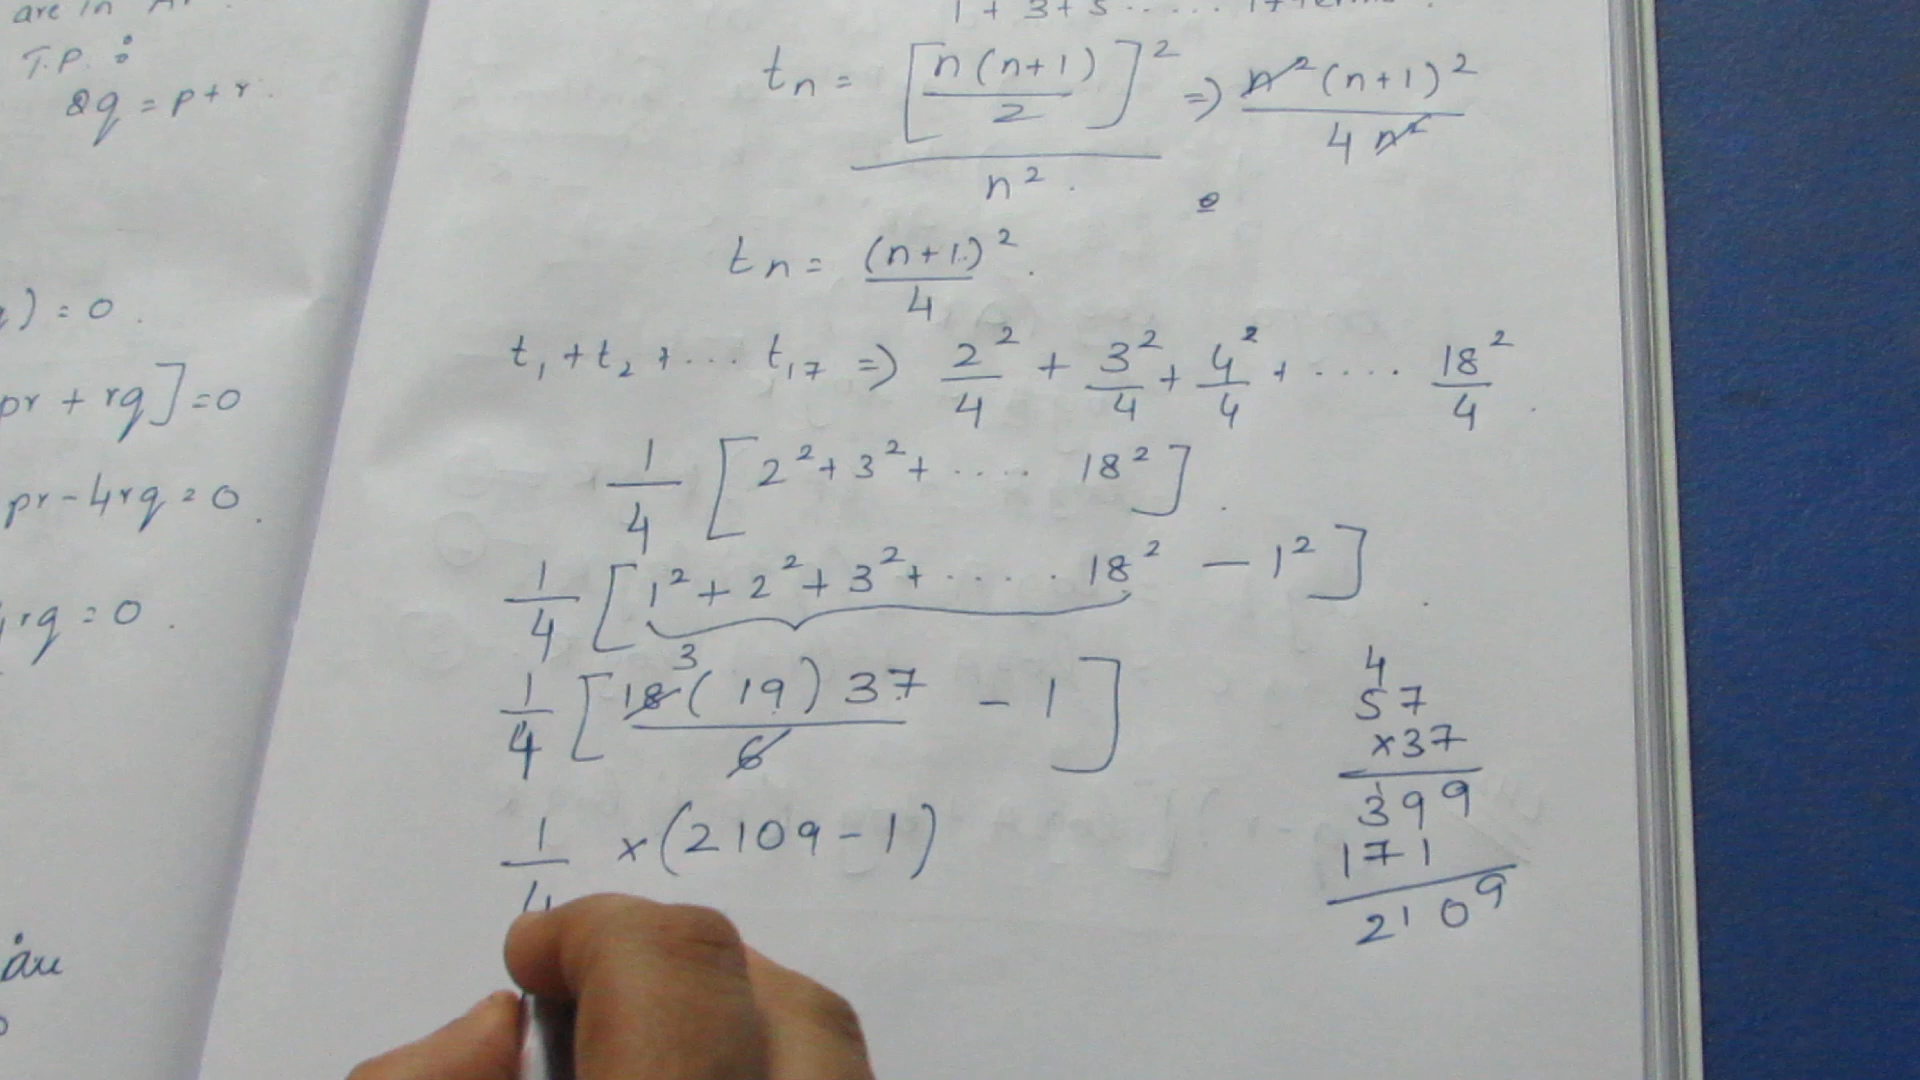 are in
T.P. :
2q = p + r.
) = 0.
pr + rq] = 0
pr - 4rq = 0.
rq = 0.
1 + 3 + 5 ..... 17 terms.
tn = [n(n+1)/2]² / n² => n²(n+1)² / 4n²
tn = (n+1)²/4.
t₁ + t₂ + ... t₁₇ => 2²/4 + 3²/4 + 4²/4 + .... 18²/4.
1/4 [2² + 3² + .... 18²].
1/4 [1² + 2² + 3² + ..... 18² - 1²].
3
1/4 [18(19)37/6 - 1]
1/4 × (2109 - 1)
4
57
×37
399
171
2109